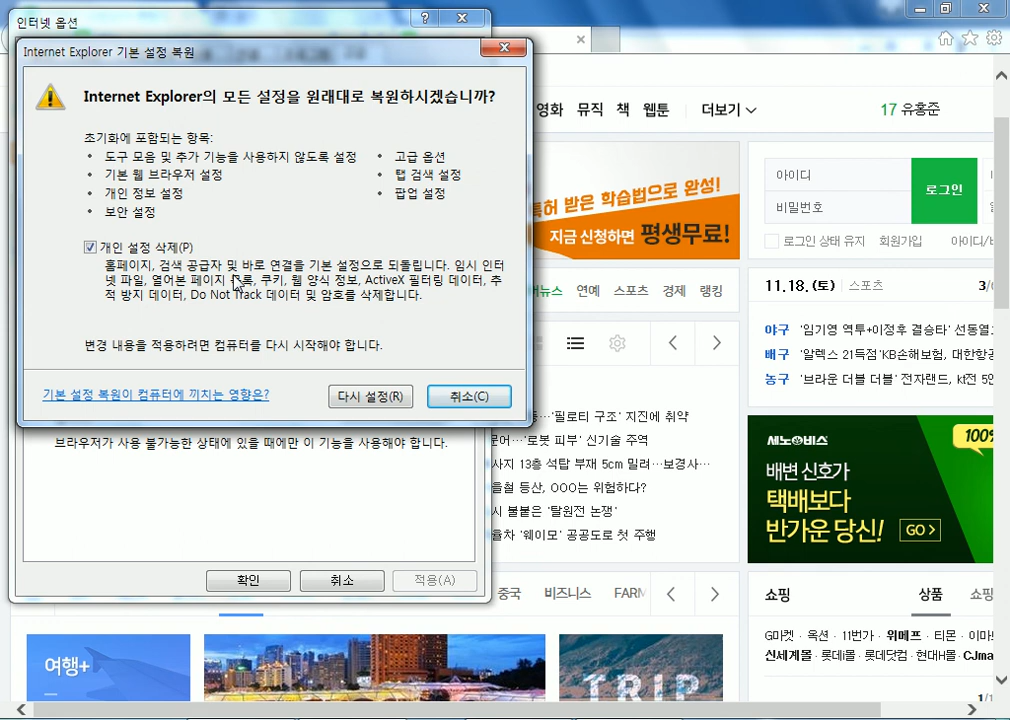 인터넷 옵션
Internet Explorer 기본 설정 복원
Internet Explorer의 모든 설정을 원래대로 복원하시겠습니까?
초기화에 포함되는 항목:
• 도구 모음 및 추가 기능을 사용하지 않도록 설정
• 기본 웹 브라우저 설정
• 개인 정보 설정
• 보안 설정
• 고급 옵션
• 탭 검색 설정
• 팝업 설정
개인 설정 삭제(P)
홈페이지, 검색 공급자 및 바로 연결을 기본 설정으로 되돌립니다. 임시 인터
넷 파일, 열어본 페이지 목록, 쿠키, 웹 양식 정보, ActiveX 필터링 데이터, 추
적 방지 데이터, Do Not Track 데이터 및 암호를 삭제합니다.
변경 내용을 적용하려면 컴퓨터를 다시 시작해야 합니다.
기본 설정 복원이 컴퓨터에 끼치는 영향은?
다시 설정(R)
취소(C)
브라우저가 사용 불가능한 상태에 있을 때에만 이 기능을 사용해야 합니다.
확인
취소
적용(A)
영화 뮤직 책 웹툰 더보기
17 유홍준
특허 받은 학습법으로 완성!
지금 신청하면 평생무료!
아이디
비밀번호
로그인
로그인 상태 유지 회원가입 아이디/
뉴스 연예 스포츠 경제 랭킹
11.18.(토) 스포츠 3/
야구 '임기영 역투+이정후 결승타' 선동열
배구 '알렉스 21득점'KB손해보험, 대한항공
농구 '브라운 더블 더블' 전자랜드, kt전 5연
'필로티 구조' 지진에 취약
'로봇 피부' 신기술 주역
사지 13층 석탑 부재 5cm 밀려…보경사…
을철 등산, OOO는 위험하다?
시 불붙은 '탈원전 논쟁'
율차 '웨이모' 공공도로 첫 주행
세노비스
100%
배변 신호가
택배보다
반가운 당신!
GO >
중국 비즈니스 FARM
쇼핑 상품 쇼핑
G마켓 · 옥션 · 11번가 · 위메프 · 티몬 · 이마
신세계몰 · 롯데i몰 · 롯데닷컴 · 현대H몰 · CJma
여행+
TRIP
1/